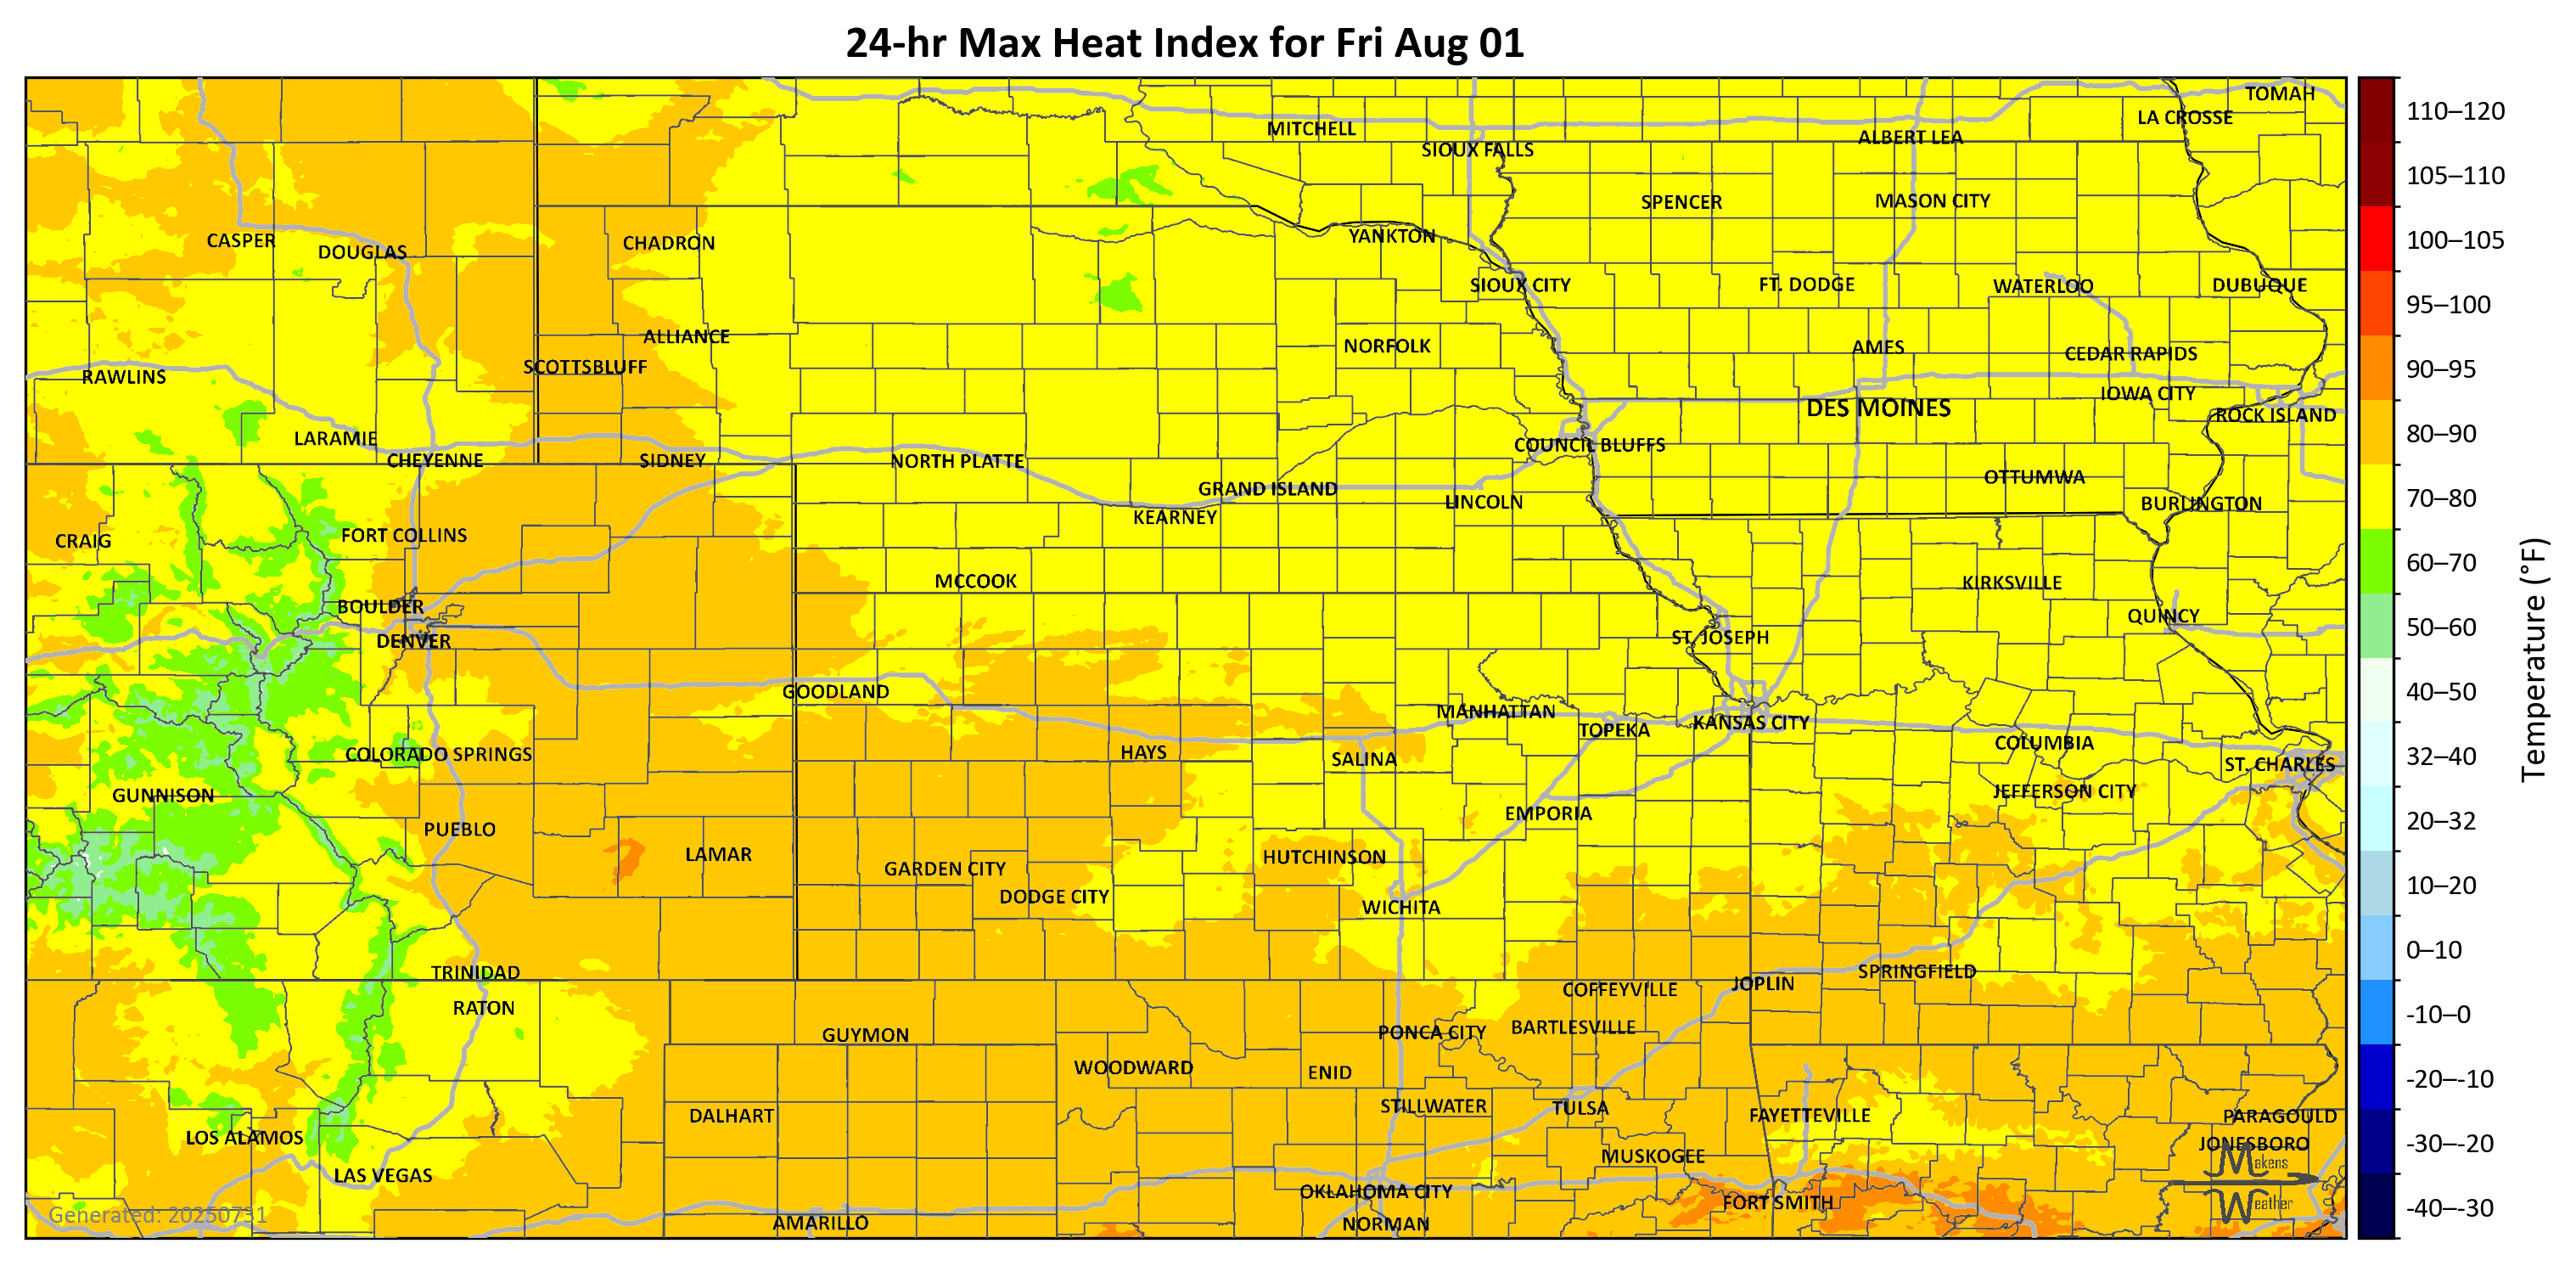 24-hr Max Heat Index for Fri Aug 01
TOMAH
LA CROSSE
MITCHELL
ALBERT LEA
SIOUX FALLS
SPENCER
MASON CITY
YANKTON
CASPER
CHADRON
DOUGLAS
SIOUX CITY
FT. DODGE
WATERLOO
DUBUQUE
ALLIANCE
NORFOLK
AMES
CEDAR RAPIDS
SCOTTSBLUFF
RAWLINS
IOWA CITY
DES MOINES
ROCK ISLAND
LARAMIE
COUNCIL BLUFFS
CHEYENNE
SIDNEY
NORTH PLATTE
OTTUMWA
GRAND ISLAND
LINCOLN
BURLINGTON
KEARNEY
FORT COLLINS
CRAIG
MCCOOK
KIRKSVILLE
BOULDER
QUINCY
DENVER
ST. JOSEPH
GOODLAND
MANHATTAN
KANSAS CITY
TOPEKA
COLUMBIA
COLORADO SPRINGS
HAYS
SALINA
ST. CHARLES
GUNNISON
JEFFERSON CITY
EMPORIA
PUEBLO
LAMAR
HUTCHINSON
GARDEN CITY
DODGE CITY
WICHITA
TRINIDAD
SPRINGFIELD
JOPLIN
COFFEYVILLE
RATON
BARTLESVILLE
GUYMON
PONCA CITY
WOODWARD
ENID
STILLWATER
TULSA
DALHART
FAYETTEVILLE
PARAGOULD
LOS ALAMOS
JONESBORO
MUSKOGEE
LAS VEGAS
OKLAHOMA CITY
FORT SMITH
AMARILLO
NORMAN
Generated: 20250731
Makens
Weather
110–120
105–110
100–105
95–100
90–95
80–90
70–80
60–70
50–60
40–50
32–40
20–32
10–20
0–10
-10–0
-20–-10
-30–-20
-40–-30
Temperature (°F)